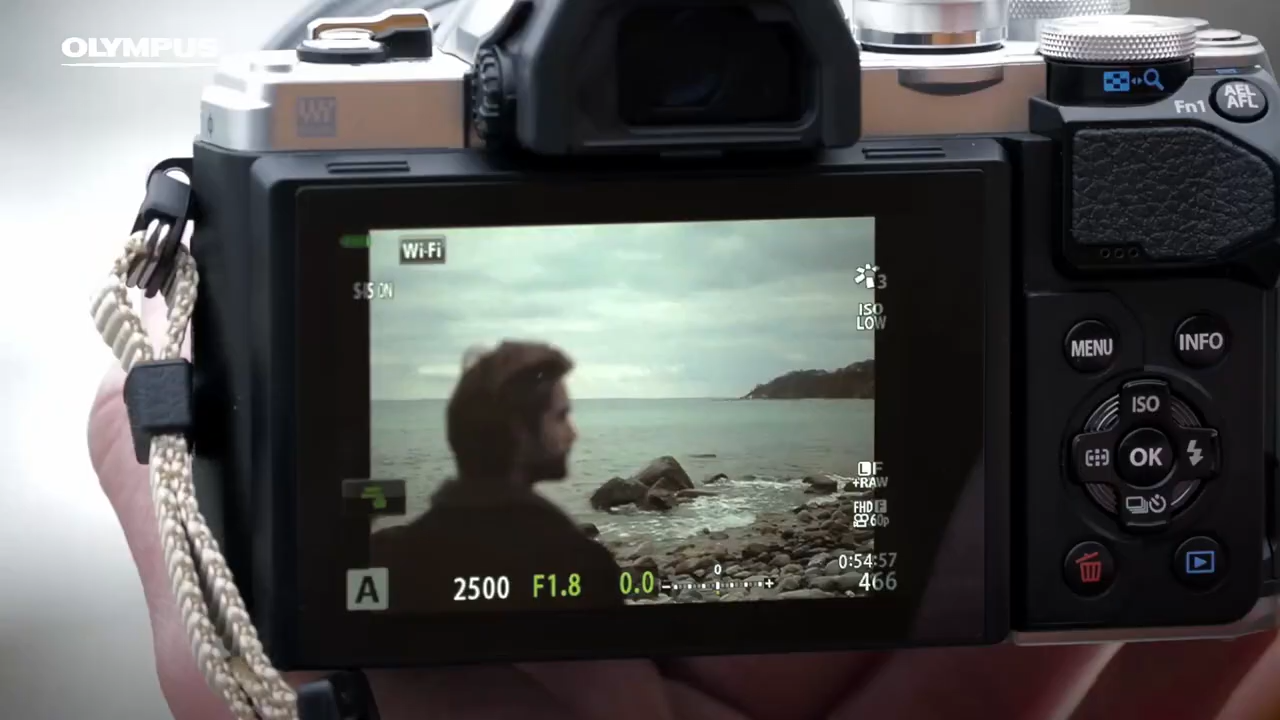 OLYMPUS
Fn1
AEL
AFL
Wi-Fi
S-IS ON
3
ISO
LOW
MENU
INFO
ISO
OK
LF
+RAW
FHD F
60p
0:54:57
466
A
2500
F1.8
0.0
0
- +